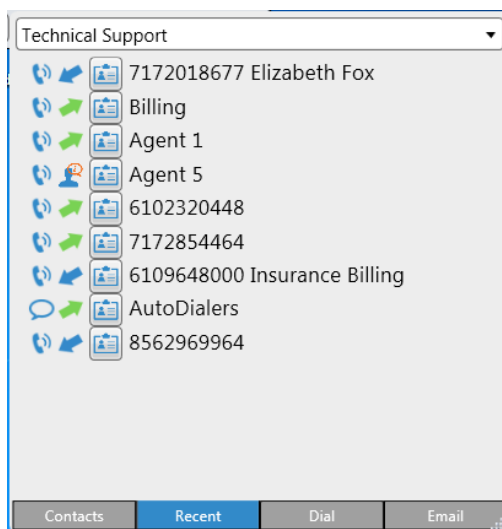 Technical Support
7172018677 Elizabeth Fox
Billing
Agent 1
Agent 5
6102320448
7172854464
6109648000 Insurance Billing
AutoDialers
8562969964
Contacts Recent Dial Email